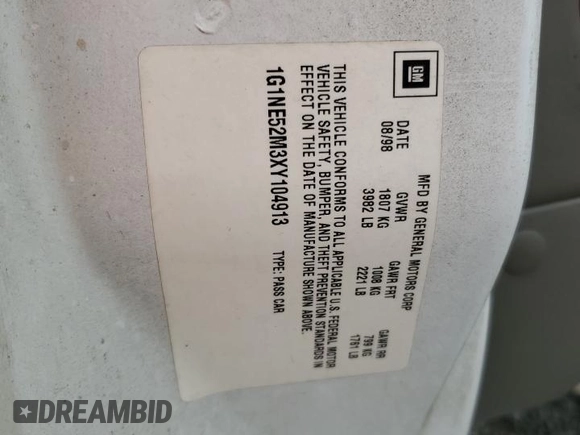 GM
MFD BY GENERAL MOTORS CORP
DATE GVWR GAWR FRT GAWR RR
08/98 1807 KG 1008 KG 799 KG
3982 LB 2221 LB 1761 LB
THIS VEHICLE CONFORMS TO ALL APPLICABLE U.S. FEDERAL MOTOR
VEHICLE SAFETY, BUMPER, AND THEFT PREVENTION STANDARDS IN
EFFECT ON THE DATE OF MANUFACTURE SHOWN ABOVE.
1G1NE52M3XY104913 TYPE: PASS CAR
DREAMBID